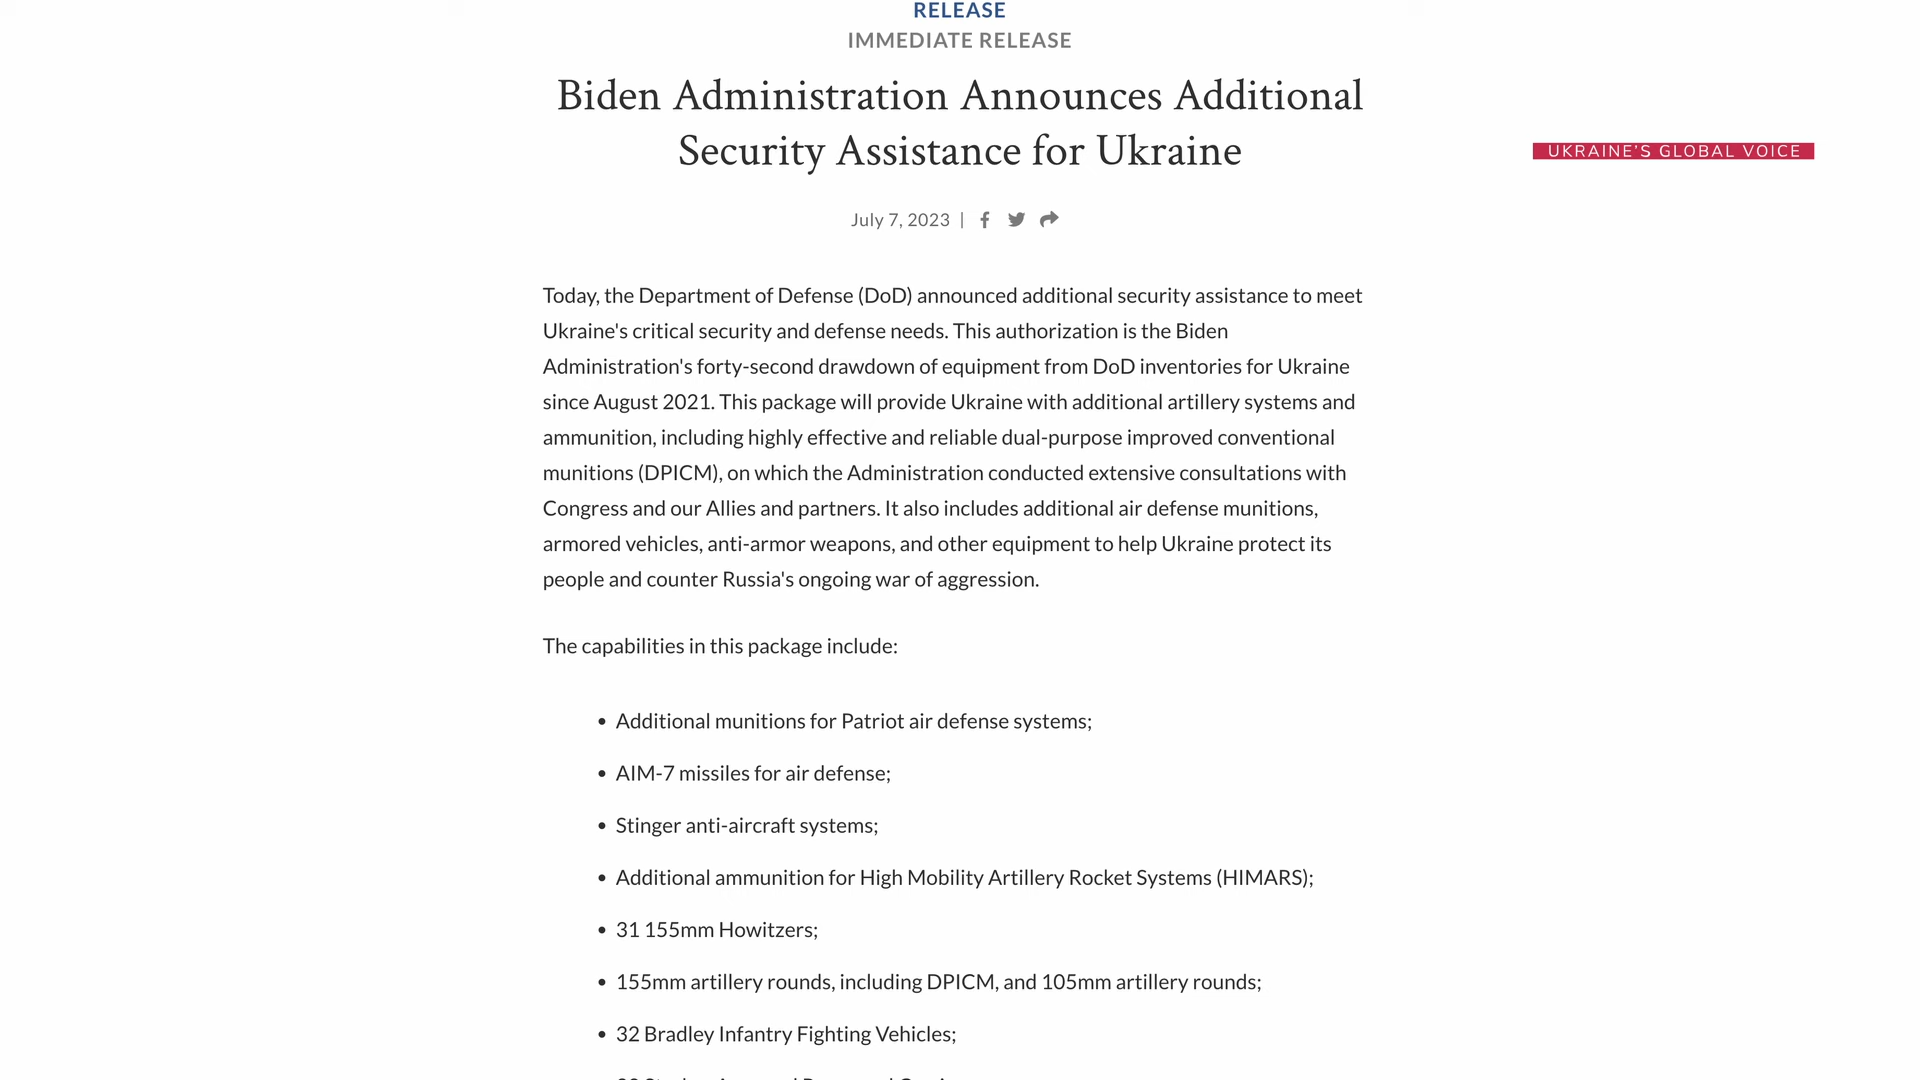 RELEASE
IMMEDIATE RELEASE
Biden Administration Announces Additional
Security Assistance for Ukraine
UKRAINE'S GLOBAL VOICE
July 7, 2023 |
Today, the Department of Defense (DoD) announced additional security assistance to meet
Ukraine's critical security and defense needs. This authorization is the Biden
Administration's forty-second drawdown of equipment from DoD inventories for Ukraine
since August 2021. This package will provide Ukraine with additional artillery systems and
ammunition, including highly effective and reliable dual-purpose improved conventional
munitions (DPICM), on which the Administration conducted extensive consultations with
Congress and our Allies and partners. It also includes additional air defense munitions,
armored vehicles, anti-armor weapons, and other equipment to help Ukraine protect its
people and counter Russia's ongoing war of aggression.
The capabilities in this package include:
• Additional munitions for Patriot air defense systems;
• AIM-7 missiles for air defense;
• Stinger anti-aircraft systems;
• Additional ammunition for High Mobility Artillery Rocket Systems (HIMARS);
• 31 155mm Howitzers;
• 155mm artillery rounds, including DPICM, and 105mm artillery rounds;
• 32 Bradley Infantry Fighting Vehicles;